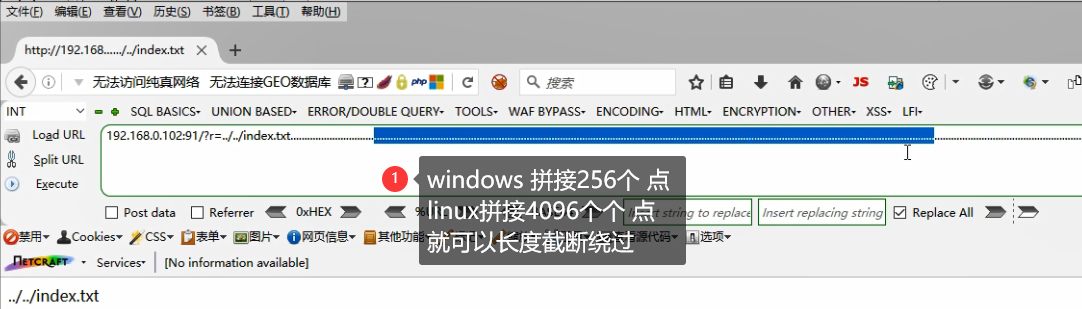 文件(F) 编辑(E) 查看(V) 历史(S) 书签(B) 工具(T) 帮助(H)
http://192.168....../../index.txt × +
无法访问纯真网络 无法连接GEO数据库 php 搜索 JS
INT SQL BASICS UNION BASED ERROR/DOUBLE QUERY TOOLS WAF BYPASS ENCODING HTML ENCRYPTION OTHER XSS LFI
Load URL 192.168.0.102:91/?r=../../index.txt
Split URL
Execute
1 windows 拼接256个 点
linux拼接4096个个 点
就可以长度截断绕过
Post data Referrer 0xHEX string to replace Insert replacing string Replace All
禁用 Cookies CSS 表单 图片 网页信息 其他功能 源代码 选项
NETCRAFT Services [No information available]
../../index.txt